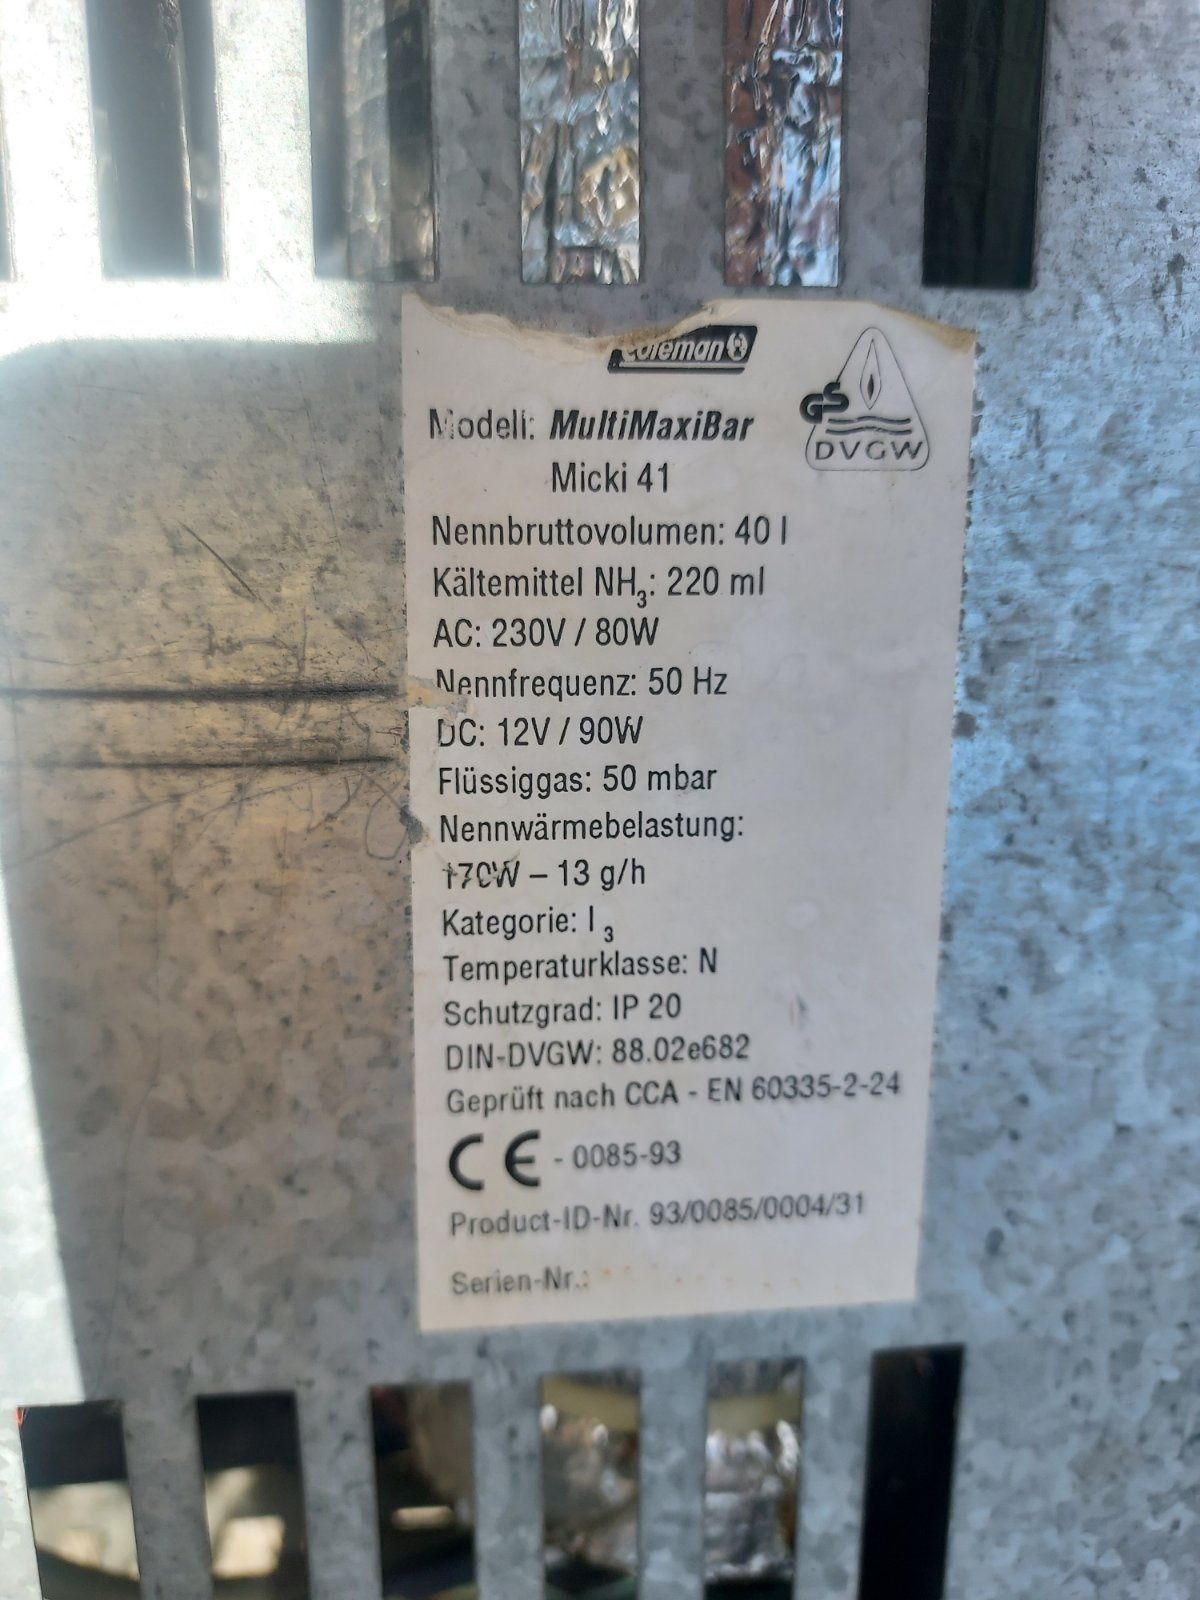 Coleman
GS
DVGW
Modell: MultiMaxiBar
Micki 41
Nennbruttovolumen: 40 l
Kältemittel NH₃: 220 ml
AC: 230V / 80W
Nennfrequenz: 50 Hz
DC: 12V / 90W
Flüssiggas: 50 mbar
Nennwärmebelastung:
170W – 13 g/h
Kategorie: I ₃
Temperaturklasse: N
Schutzgrad: IP 20
DIN-DVGW: 88.02e682
Geprüft nach CCA - EN 60335-2-24
CE - 0085-93
Product-ID-Nr. 93/0085/0004/31
Serien-Nr.: